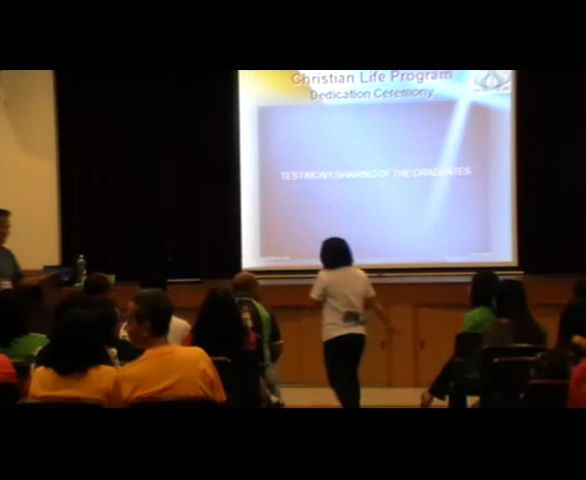 Christian Life Program
Dedication Ceremony
TESTIMONY/SHARING OF THE GRADUATES